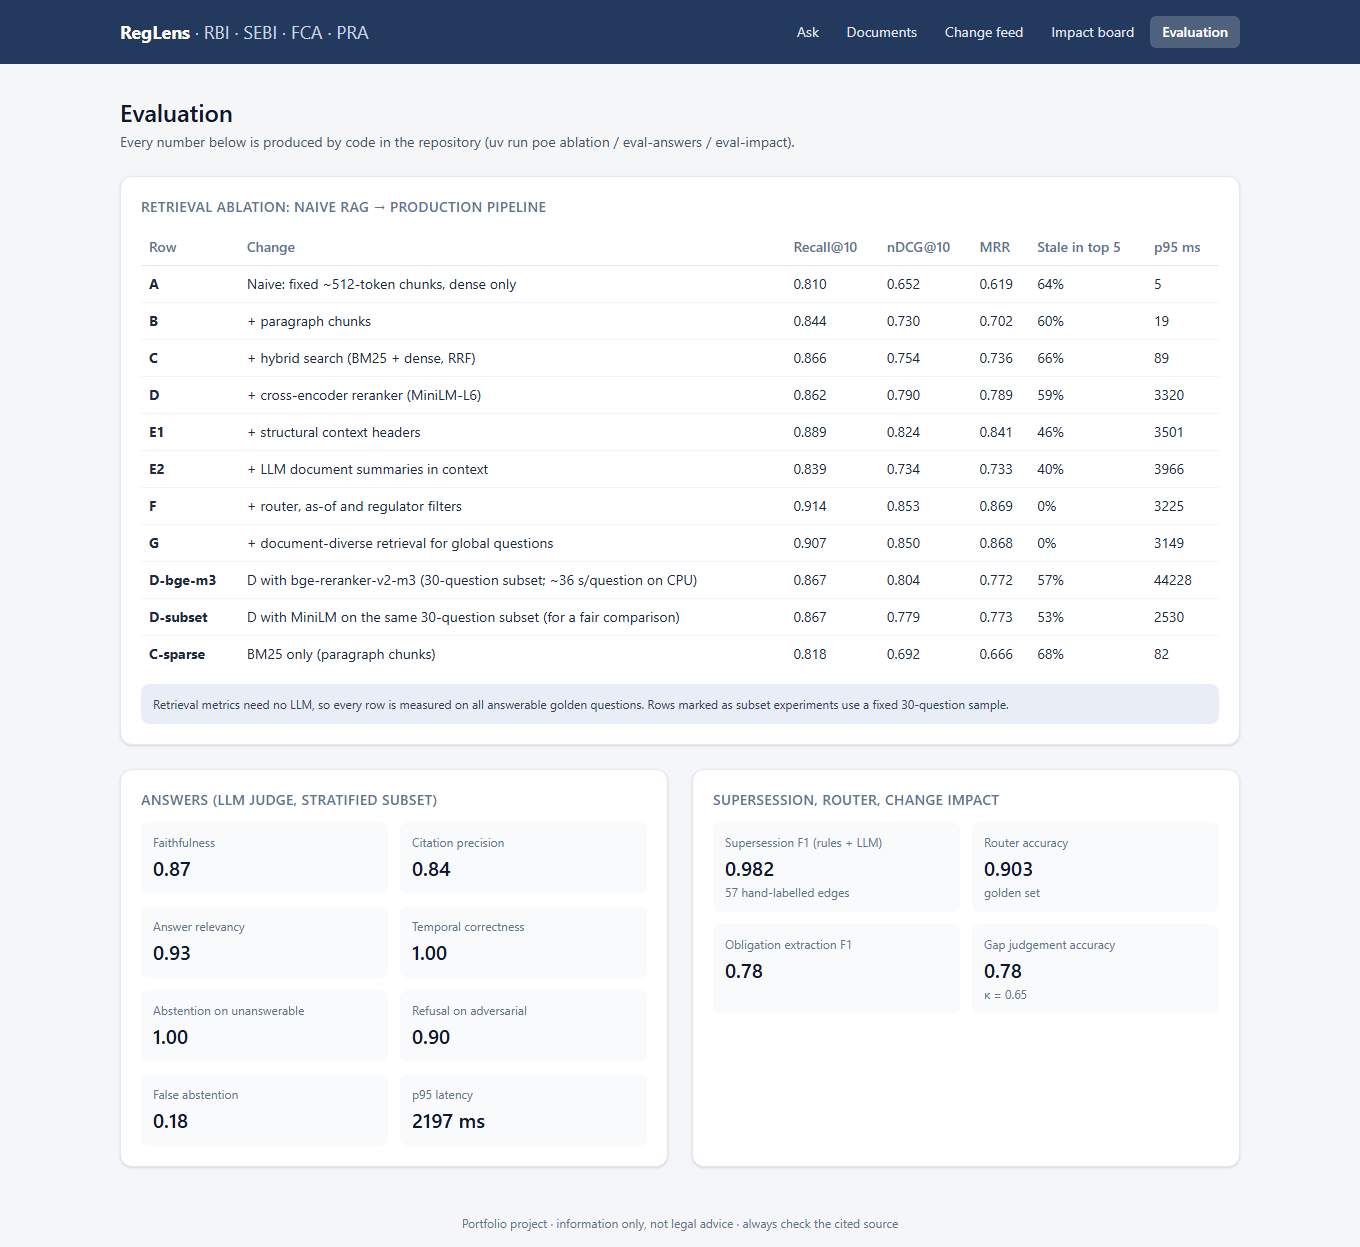 RegLens · RBI · SEBI · FCA · PRA
Ask Documents Change feed Impact board Evaluation
Evaluation
Every number below is produced by code in the repository (uv run poe ablation / eval-answers / eval-impact).
RETRIEVAL ABLATION: NAIVE RAG → PRODUCTION PIPELINE
Row Change Recall@10 nDCG@10 MRR Stale in top 5 p95 ms
A Naive: fixed ~512-token chunks, dense only 0.810 0.652 0.619 64% 5
B + paragraph chunks 0.844 0.730 0.702 60% 19
C + hybrid search (BM25 + dense, RRF) 0.866 0.754 0.736 66% 89
D + cross-encoder reranker (MiniLM-L6) 0.862 0.790 0.789 59% 3320
E1 + structural context headers 0.889 0.824 0.841 46% 3501
E2 + LLM document summaries in context 0.839 0.734 0.733 40% 3966
F + router, as-of and regulator filters 0.914 0.853 0.869 0% 3225
G + document-diverse retrieval for global questions 0.907 0.850 0.868 0% 3149
D-bge-m3 D with bge-reranker-v2-m3 (30-question subset; ~36 s/question on CPU) 0.867 0.804 0.772 57% 44228
D-subset D with MiniLM on the same 30-question subset (for a fair comparison) 0.867 0.779 0.773 53% 2530
C-sparse BM25 only (paragraph chunks) 0.818 0.692 0.666 68% 82
Retrieval metrics need no LLM, so every row is measured on all answerable golden questions. Rows marked as subset experiments use a fixed 30-question sample.
ANSWERS (LLM JUDGE, STRATIFIED SUBSET)
Faithfulness Citation precision
0.87 0.84
Answer relevancy Temporal correctness
0.93 1.00
Abstention on unanswerable Refusal on adversarial
1.00 0.90
False abstention p95 latency
0.18 2197 ms
SUPERSESSION, ROUTER, CHANGE IMPACT
Supersession F1 (rules + LLM) Router accuracy
0.982 0.903
57 hand-labelled edges golden set
Obligation extraction F1 Gap judgement accuracy
0.78 0.78
κ = 0.65
Portfolio project · information only, not legal advice · always check the cited source